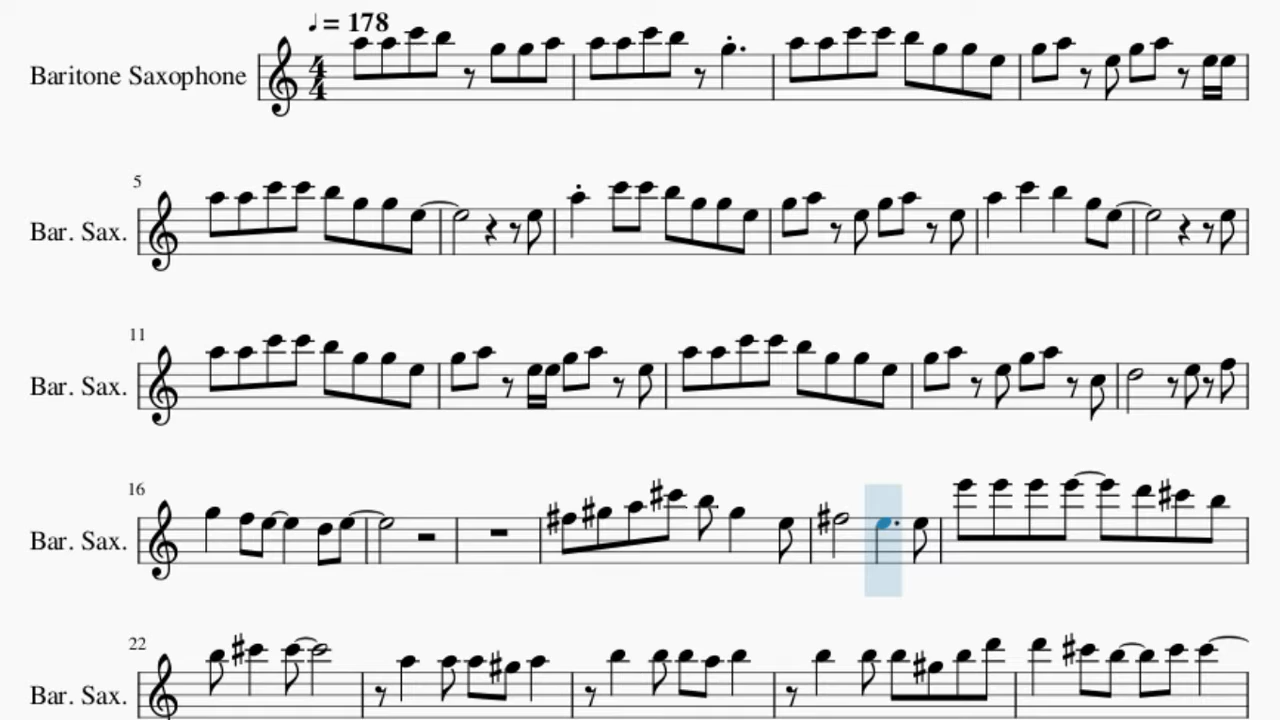 ♩ = 178
Baritone Saxophone
4
4
5
Bar. Sax.
11
Bar. Sax.
16
Bar. Sax.
22
Bar. Sax.